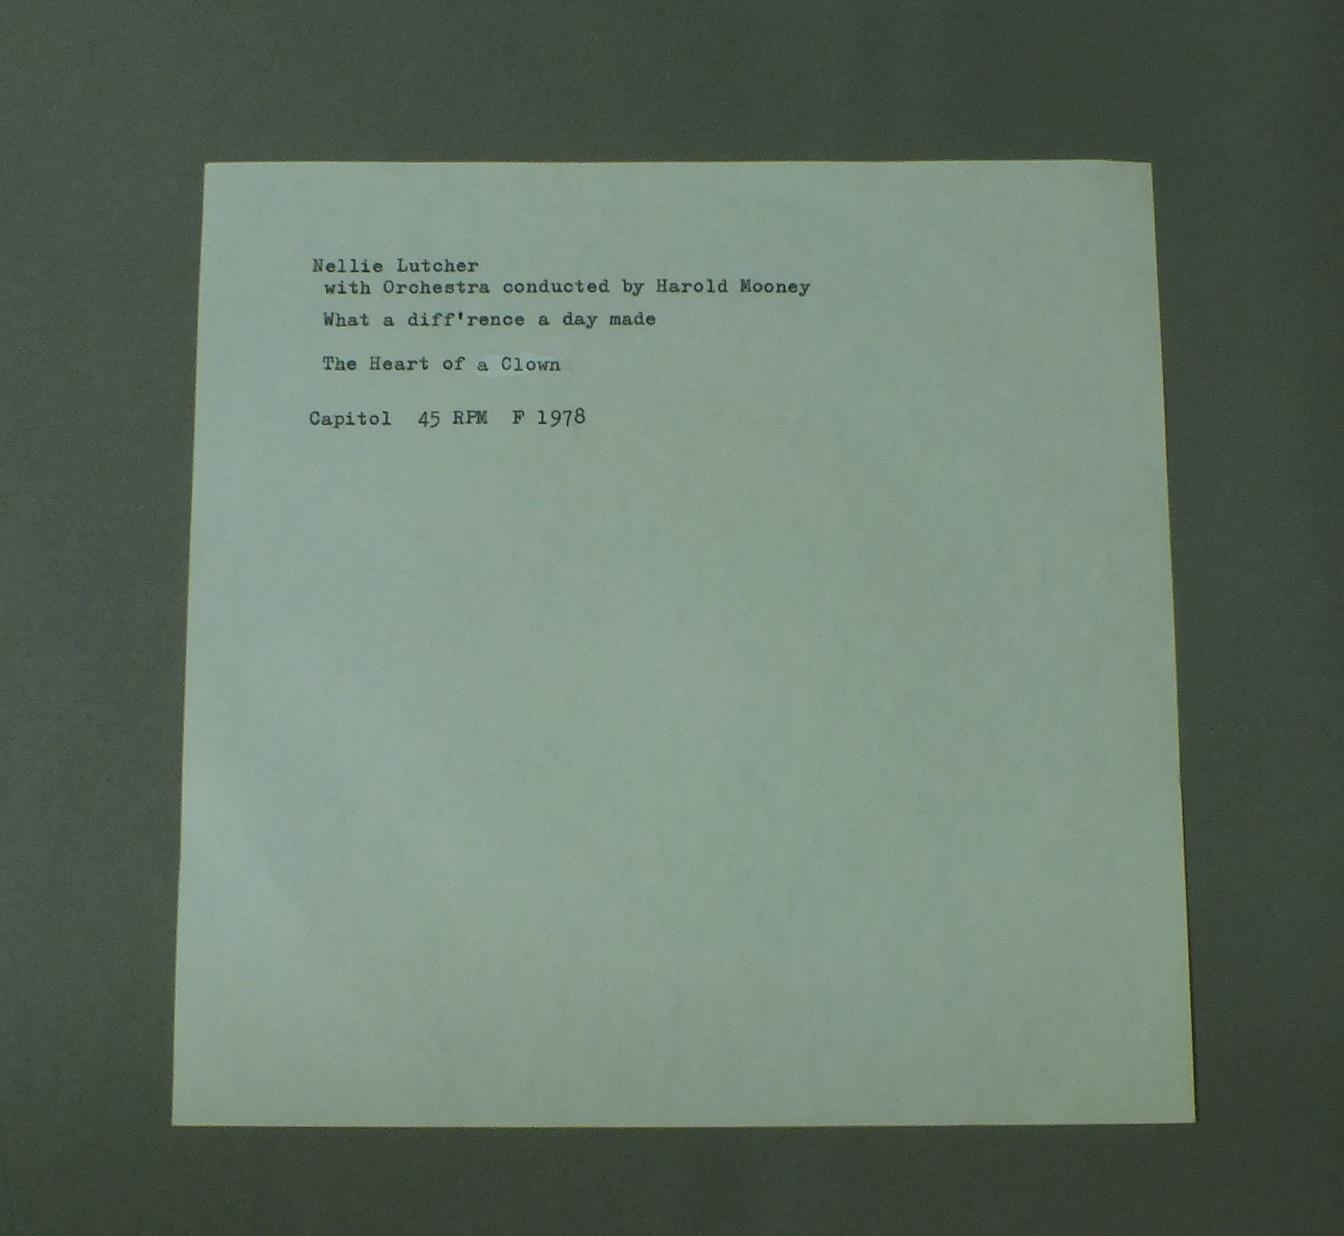 Nellie Lutcher
with Orchestra conducted by Harold Mooney
What a diff'rence a day made
The Heart of a Clown
Capitol 45 RPM F 1978